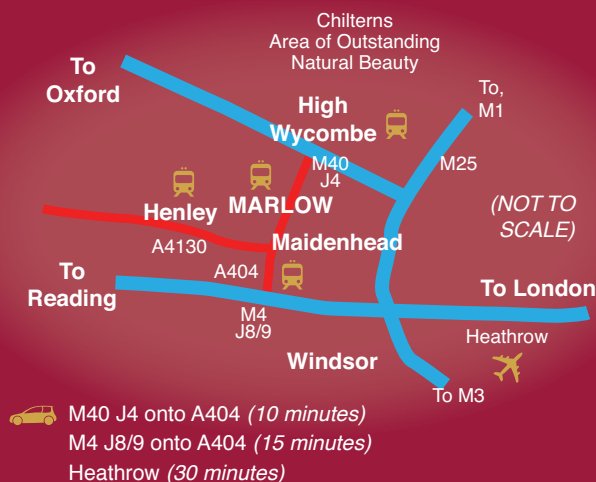 Chilterns
Area of Outstanding
Natural Beauty
To
Oxford
To,
M1
High
Wycombe
M40
J4
M25
Henley
MARLOW
(NOT TO
SCALE)
A4130
Maidenhead
A404
To
Reading
To London
M4
J8/9
Heathrow
Windsor
To M3
M40 J4 onto A404 (10 minutes)
M4 J8/9 onto A404 (15 minutes)
Heathrow (30 minutes)